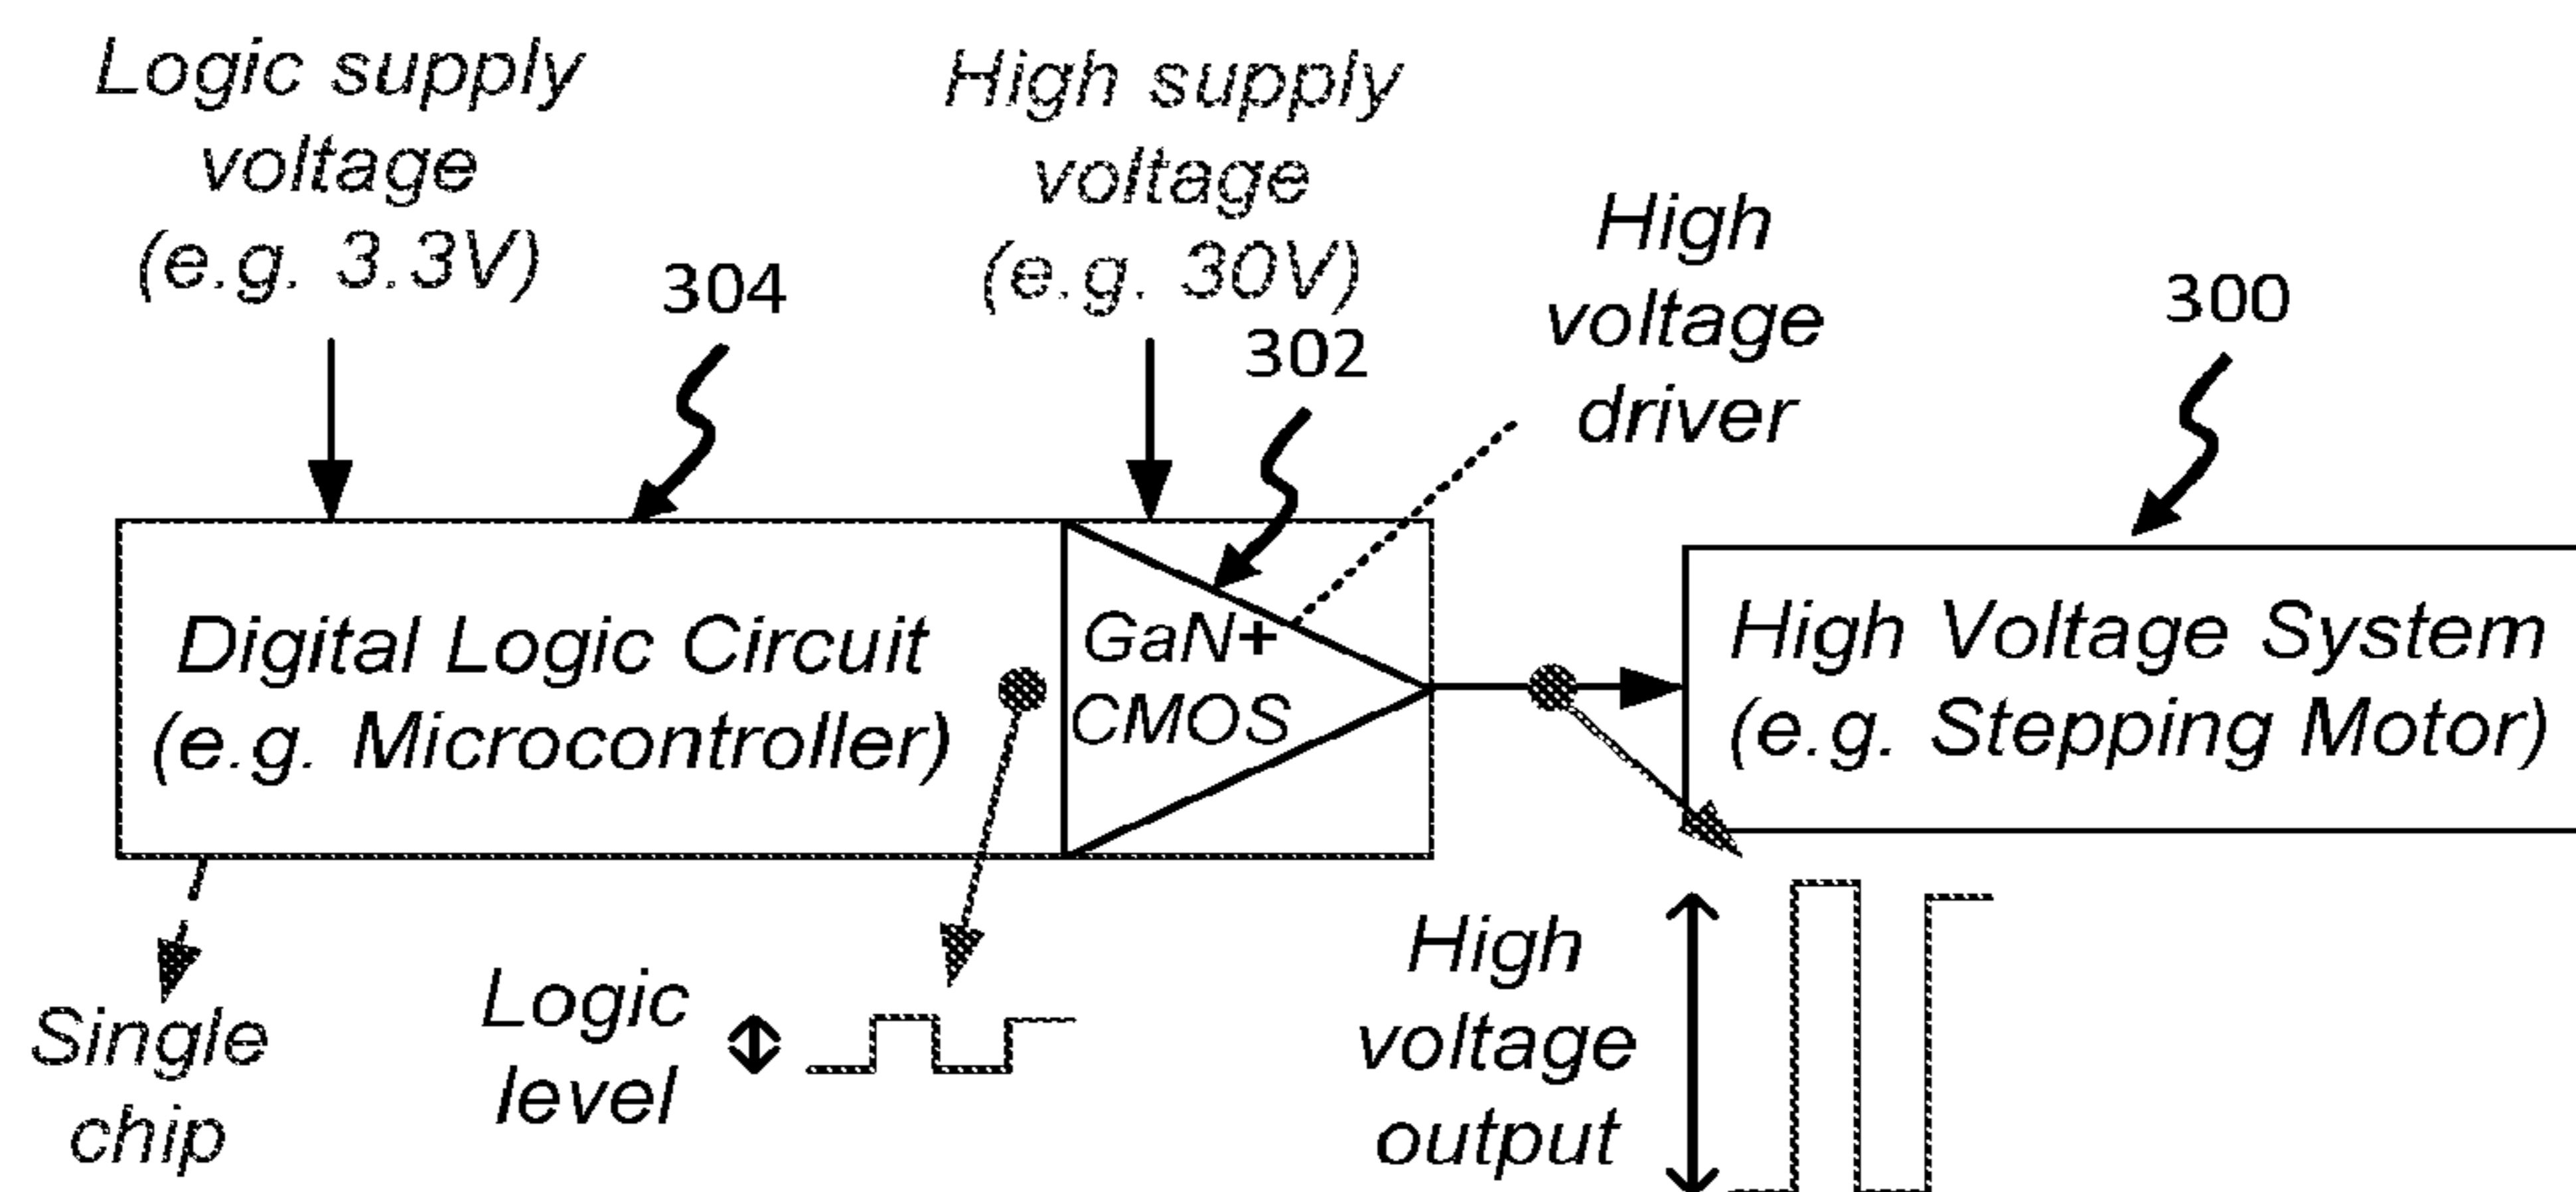 Logic supply
voltage
(e.g. 3.3V)
304
High supply
voltage
(e.g. 30V)
302
High
voltage
driver
300
Digital Logic Circuit
(e.g. Microcontroller)
GaN+
CMOS
High Voltage System
(e.g. Stepping Motor)
Single
chip
Logic
level
High
voltage
output